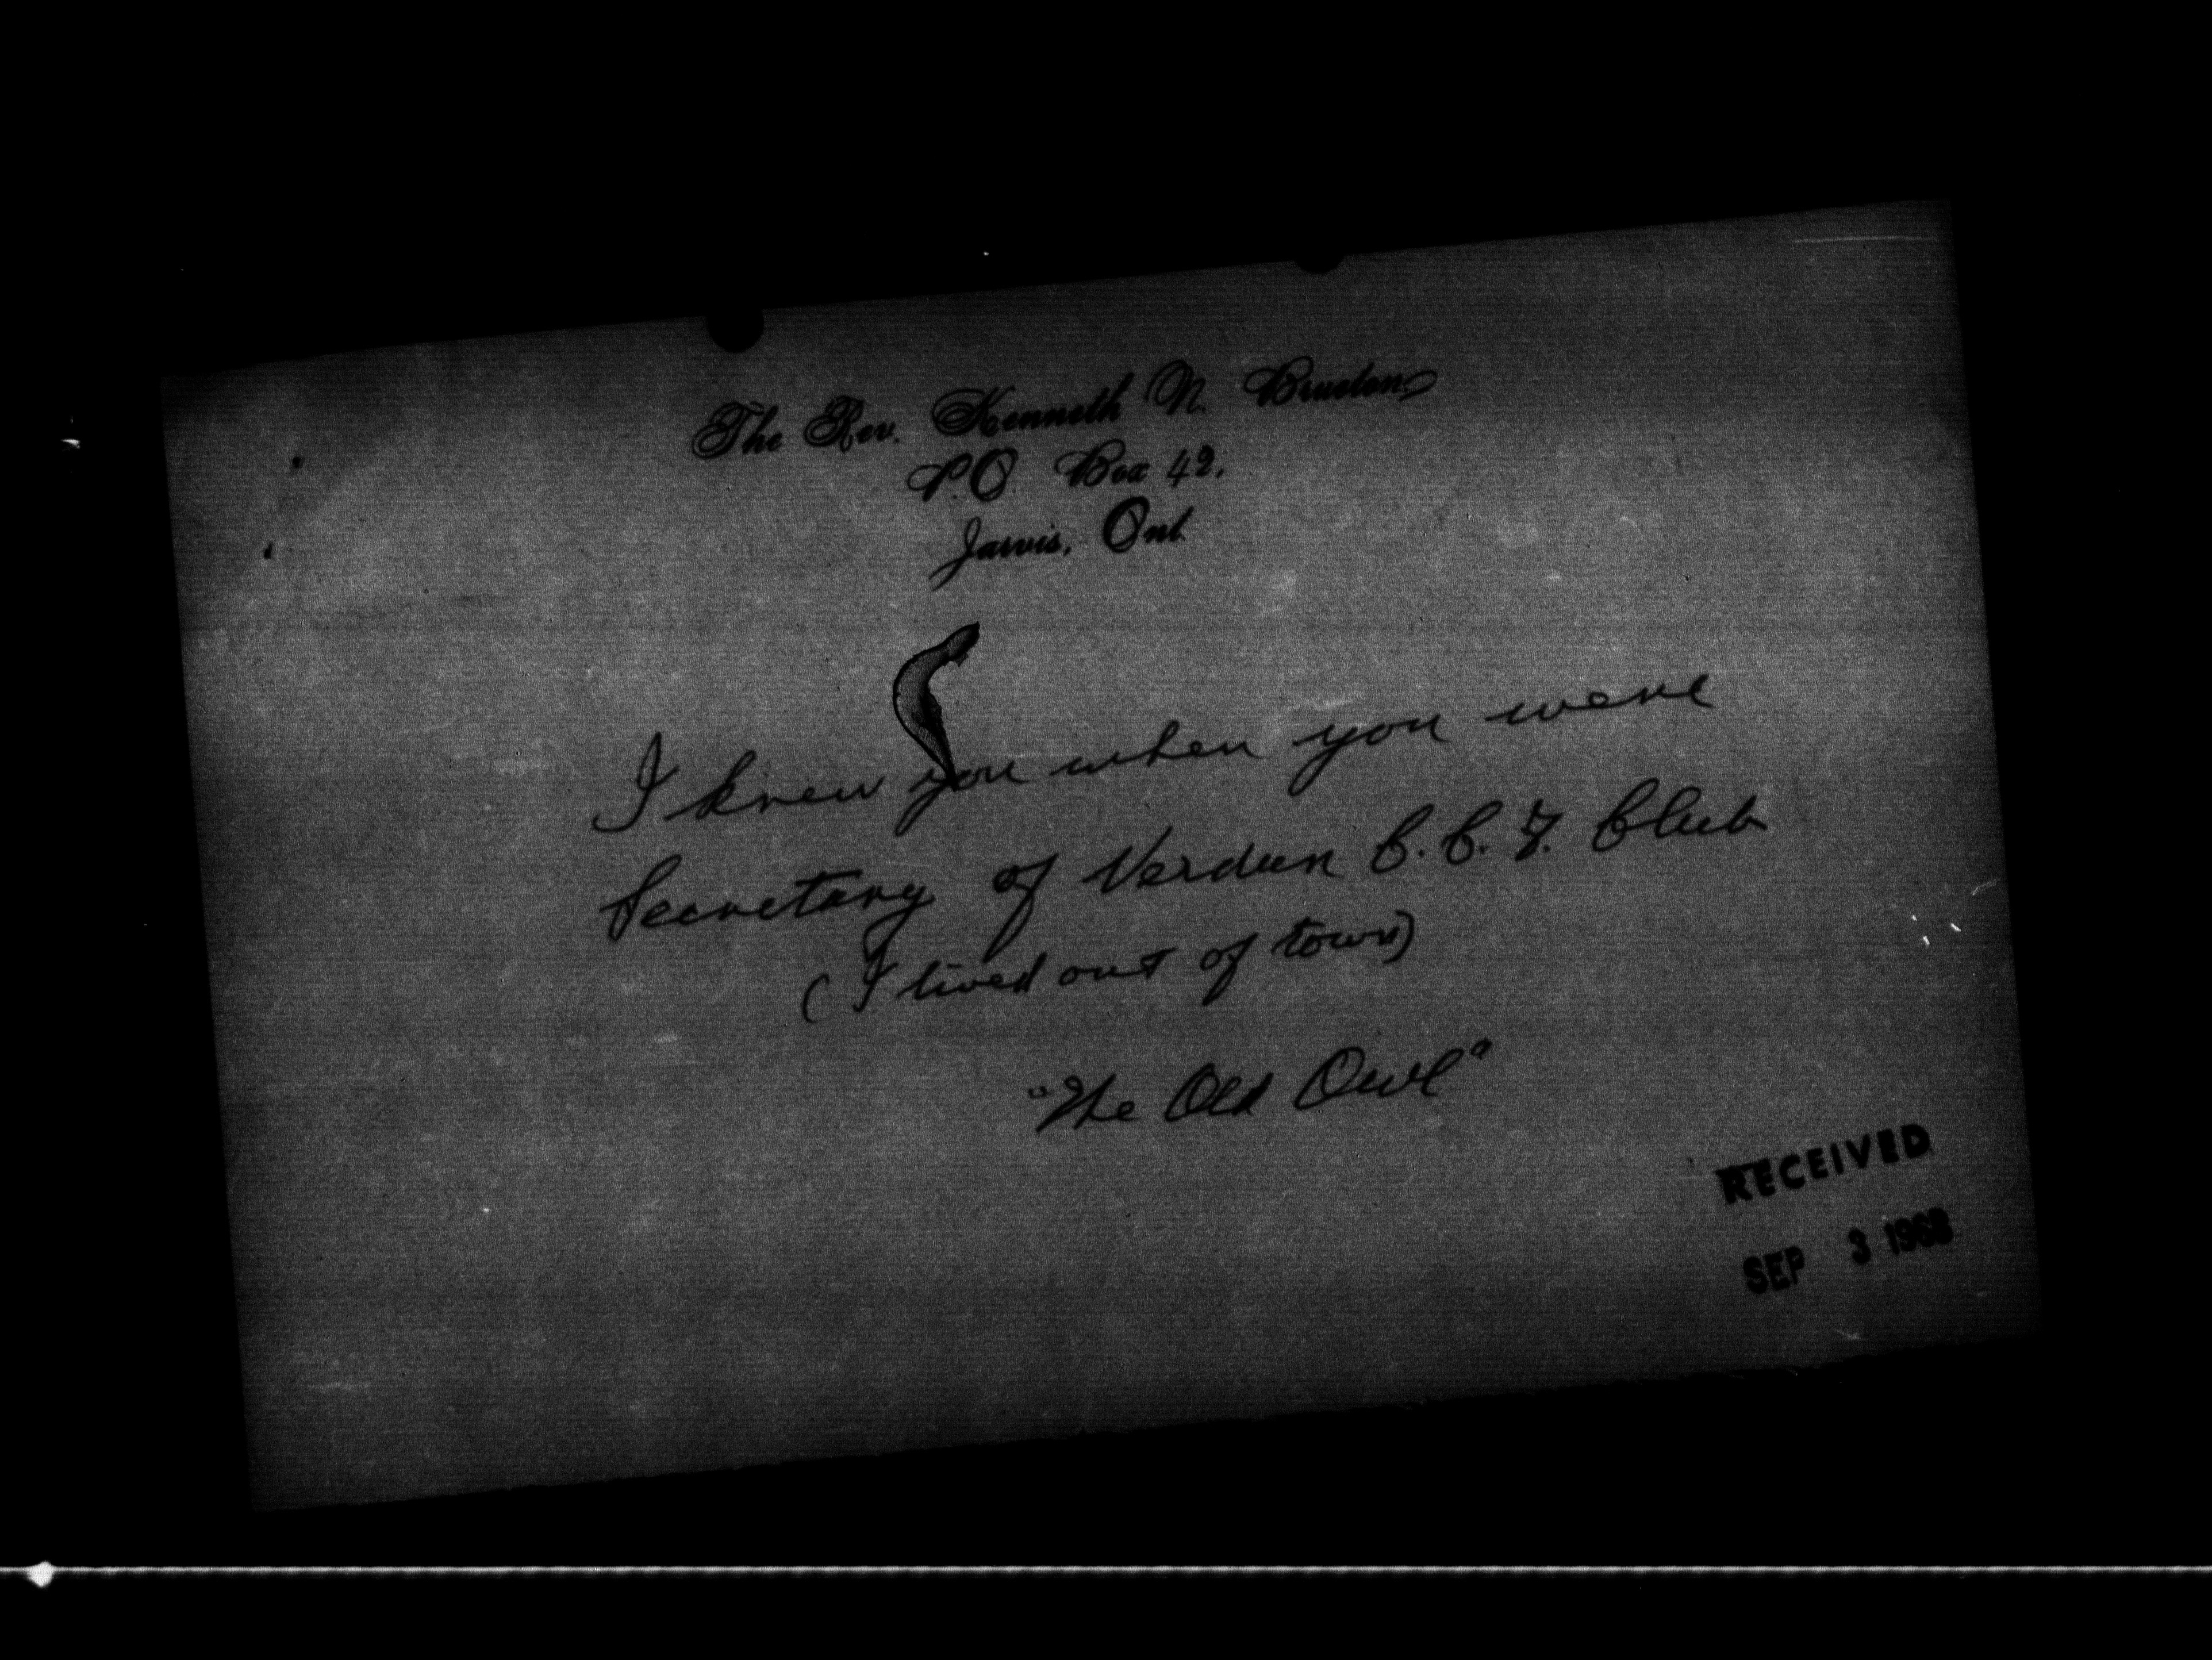 The Rev. Kenneth N. Brueton
P.O. Box 42,
Jarvis, Ont.
I knew you when you were
Secretary of Verdun C.C.F. Club
(I lived out of town)
"The Old Owl"
RECEIVED
SEP 3 1968